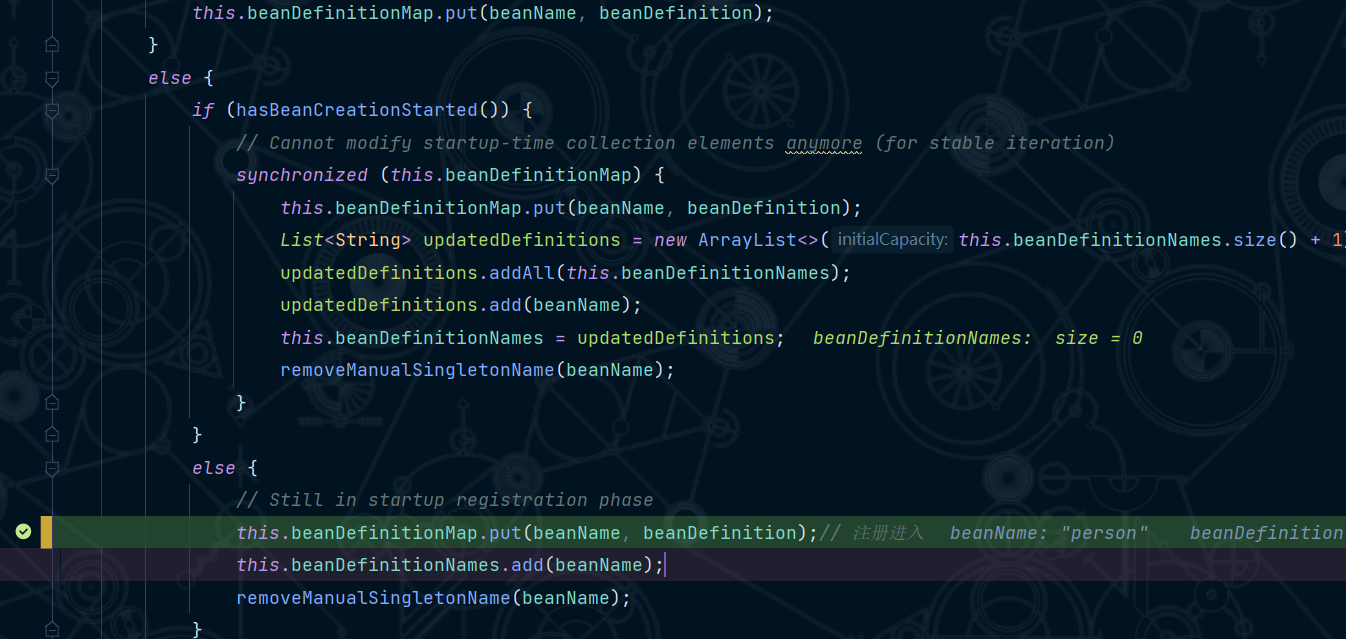 this.beanDefinitionMap.put(beanName, beanDefinition);
}
else {
if (hasBeanCreationStarted()) {
// Cannot modify startup-time collection elements anymore (for stable iteration)
synchronized (this.beanDefinitionMap) {
this.beanDefinitionMap.put(beanName, beanDefinition);
List<String> updatedDefinitions = new ArrayList<>( initialCapacity: this.beanDefinitionNames.size() + 1)
updatedDefinitions.addAll(this.beanDefinitionNames);
updatedDefinitions.add(beanName);
this.beanDefinitionNames = updatedDefinitions; beanDefinitionNames: size = 0
removeManualSingletonName(beanName);
}
}
else {
// Still in startup registration phase
this.beanDefinitionMap.put(beanName, beanDefinition);// 注册进入 beanName: "person" beanDefinition
this.beanDefinitionNames.add(beanName);
removeManualSingletonName(beanName);
}